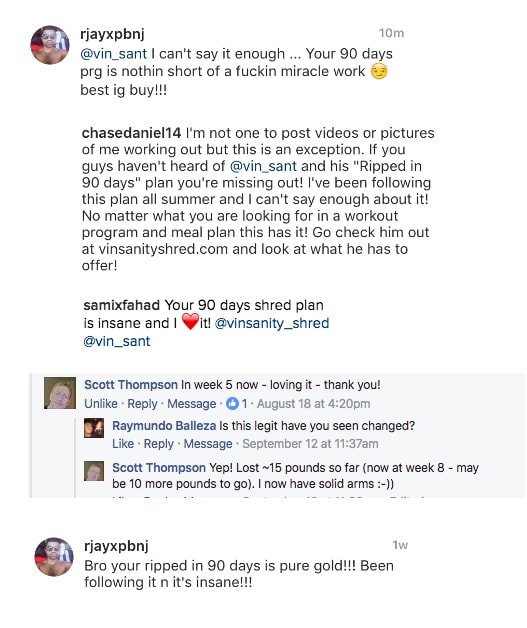 rjayxpbnj 10m
@vin_sant I can't say it enough ... Your 90 days
prg is nothin short of a fuckin miracle work 😏
best ig buy!!!
chasedaniel14 I'm not one to post videos or pictures
of me working out but this is an exception. If you
guys haven't heard of @vin_sant and his "Ripped in
90 days" plan you're missing out! I've been following
this plan all summer and I can't say enough about it!
No matter what you are looking for in a workout
program and meal plan this has it! Go check him out
at vinsanityshred.com and look at what he has to
offer!
samixfahad Your 90 days shred plan
is insane and I ❤️it! @vinsanity_shred
@vin_sant
Scott Thompson In week 5 now - loving it - thank you!
Unlike · Reply · Message · 1 · August 18 at 4:20pm
Raymundo Balleza Is this legit have you seen changed?
Like · Reply · Message · September 12 at 11:37am
Scott Thompson Yep! Lost ~15 pounds so far (now at week 8 - may
be 10 more pounds to go). I now have solid arms :-))
rjayxpbnj 1w
Bro your ripped in 90 days is pure gold!!! Been
following it n it's insane!!!